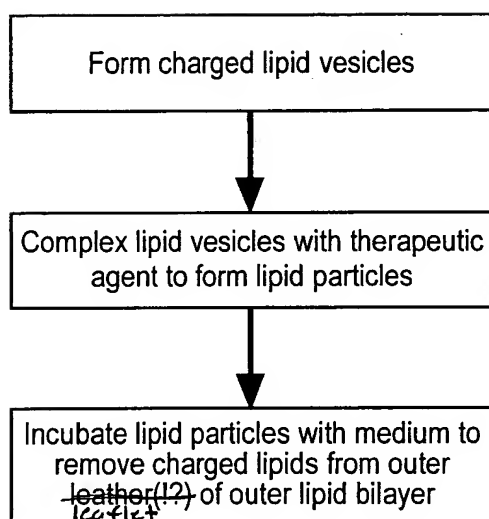 Form charged lipid vesicles
Complex lipid vesicles with therapeutic
agent to form lipid particles
Incubate lipid particles with medium to
remove charged lipids from outer
leather(!?) of outer lipid bilayer
leaflet